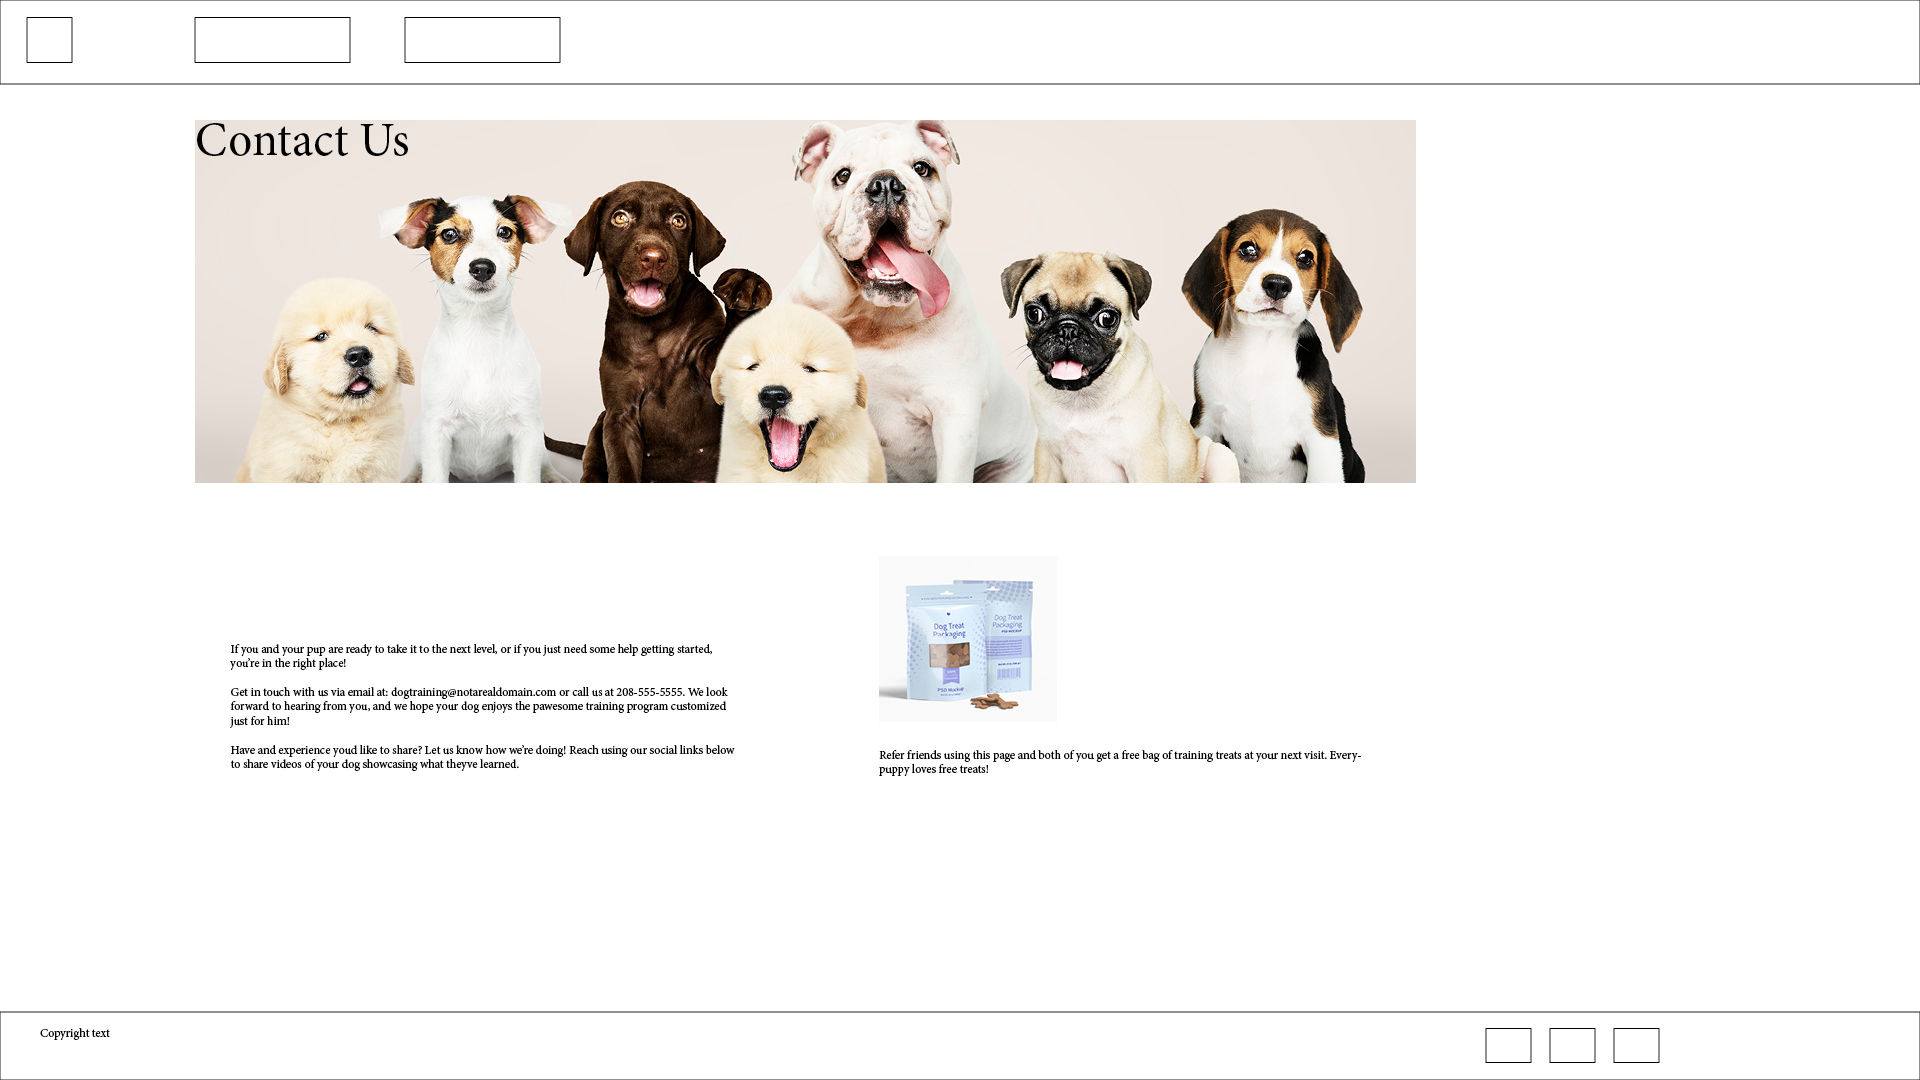 Contact Us
Dog Treat
Packaging
PSD Mockup
Dog Treat
Packaging
PSD MOCKUP
If you and your pup are ready to take it to the next level, or if you just need some help getting started,
you're in the right place!
Get in touch with us via email at: dogtraining@notarealdomain.com or call us at 208-555-5555. We look
forward to hearing from you, and we hope your dog enjoys the pawesome training program customized
just for him!
Have and experience youd like to share? Let us know how we're doing! Reach using our social links below
to share videos of your dog showcasing what theyve learned.
Refer friends using this page and both of you get a free bag of training treats at your next visit. Every-
puppy loves free treats!
Copyright text